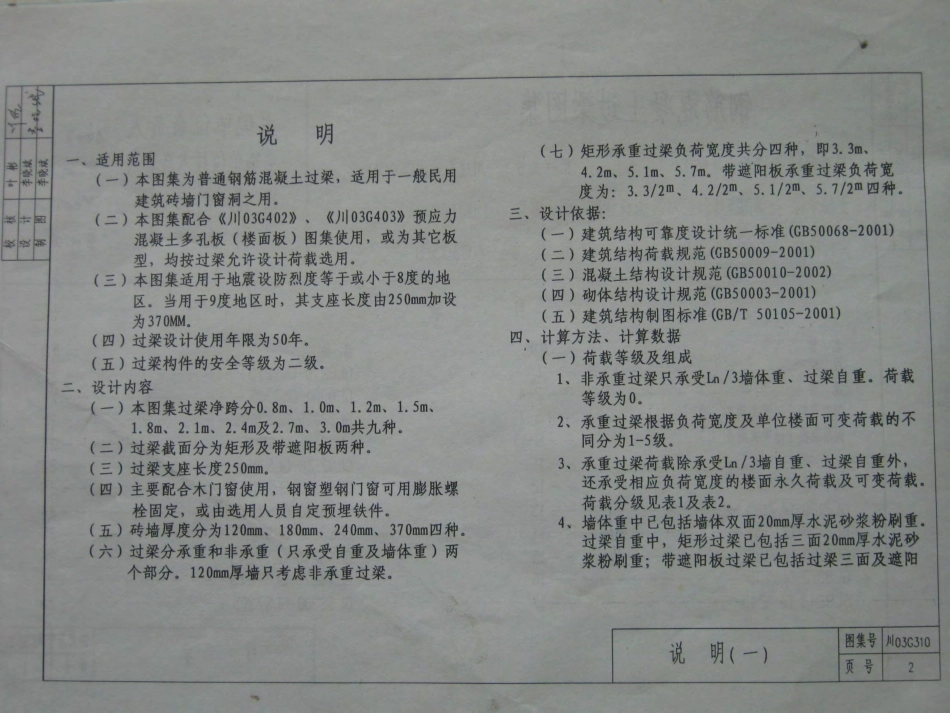 说 明
一、适用范围
(一)本图集为普通钢筋混凝土过梁，适用于一般民用
建筑砖墙门窗洞之用。
(二)本图集配合《川03G402》、《川03G403》预应力
混凝土多孔板(楼面板)图集使用，或为其它板
型，均按过梁允许设计荷载选用。
(三)本图集适用于地震设防烈度等于或小于8度的地
区。当用于9度地区时，其支座长度由250mm加设
为370MM。
(四)过梁设计使用年限为50年。
(五)过梁构件的安全等级为二级。
二、设计内容
(一)本图集过梁净跨分0.8m、1.0m、1.2m、1.5m、
1.8m、2.1m、2.4m及2.7m、3.0m共九种。
(二)过梁截面分为矩形及带遮阳板两种。
(三)过梁支座长度250mm。
(四)主要配合木门窗使用，钢窗塑钢门窗可用膨胀螺
栓固定，或由选用人员自定预埋铁件。
(五)砖墙厚度分为120mm、180mm、240mm、370mm四种。
(六)过梁分承重和非承重(只承受自重及墙体重)两
个部分。120mm厚墙只考虑非承重过梁。
(七)矩形承重过梁负荷宽度共分四种，即3.3m、
4.2m、5.1m、5.7m。带遮阳板承重过梁负荷宽
度为：3.3/2m、4.2/2m、5.1/2m、5.7/2m四种。
三、设计依据：
(一)建筑结构可靠度设计统一标准(GB50068-2001)
(二)建筑结构荷载规范(GB50009-2001)
(三)混凝土结构设计规范(GB50010-2002)
(四)砌体结构设计规范(GB50003-2001)
(五)建筑结构制图标准(GB/T 50105-2001)
四、计算方法、计算数据
(一)荷载等级及组成
1、非承重过梁只承受Ln/3墙体重、过梁自重。荷载
等级为0。
2、承重过梁根据负荷宽度及单位楼面可变荷载的不
同分为1-5级。
3、承重过梁荷载除承受Ln/3墙自重、过梁自重外，
还承受相应负荷宽度的楼面永久荷载及可变荷载。
荷载分级见表1及表2。
4、墙体重中已包括墙体双面20mm厚水泥砂浆粉刷重。
过梁自重中，矩形过梁已包括三面20mm厚水泥砂
浆粉刷重；带遮阳板过梁已包括过梁三面及遮阳
校 核 叶 彬
设 计 李晓斌
制 图 李晓斌
说 明(一)
图集号 川03G310
页 号 2